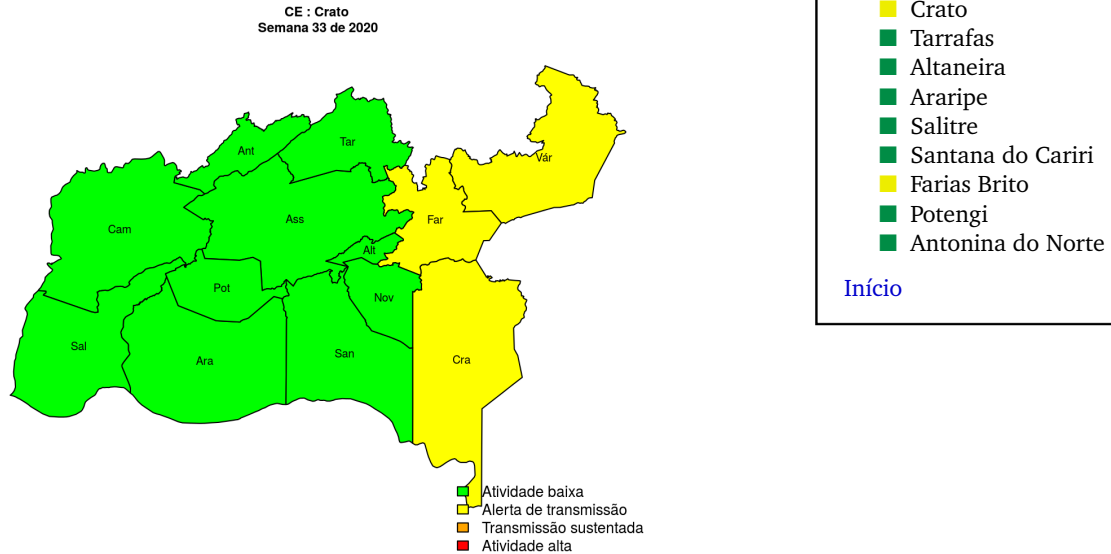 CE : Crato
Semana 33 de 2020
Tar
Ant
Vár
Ass
Far
Cam
Alt
Pot
Nov
Sal
San
Ara
Cra
Atividade baixa
Alerta de transmissão
Transmissão sustentada
Atividade alta
Crato
Tarrafas
Altaneira
Araripe
Salitre
Santana do Cariri
Farias Brito
Potengi
Antonina do Norte
Início